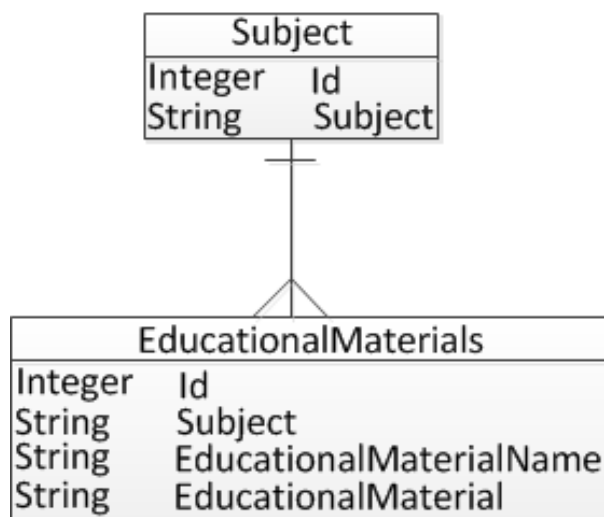 Subject
Integer Id
String Subject
EducationalMaterials
Integer Id
String Subject
String EducationalMaterialName
String EducationalMaterial